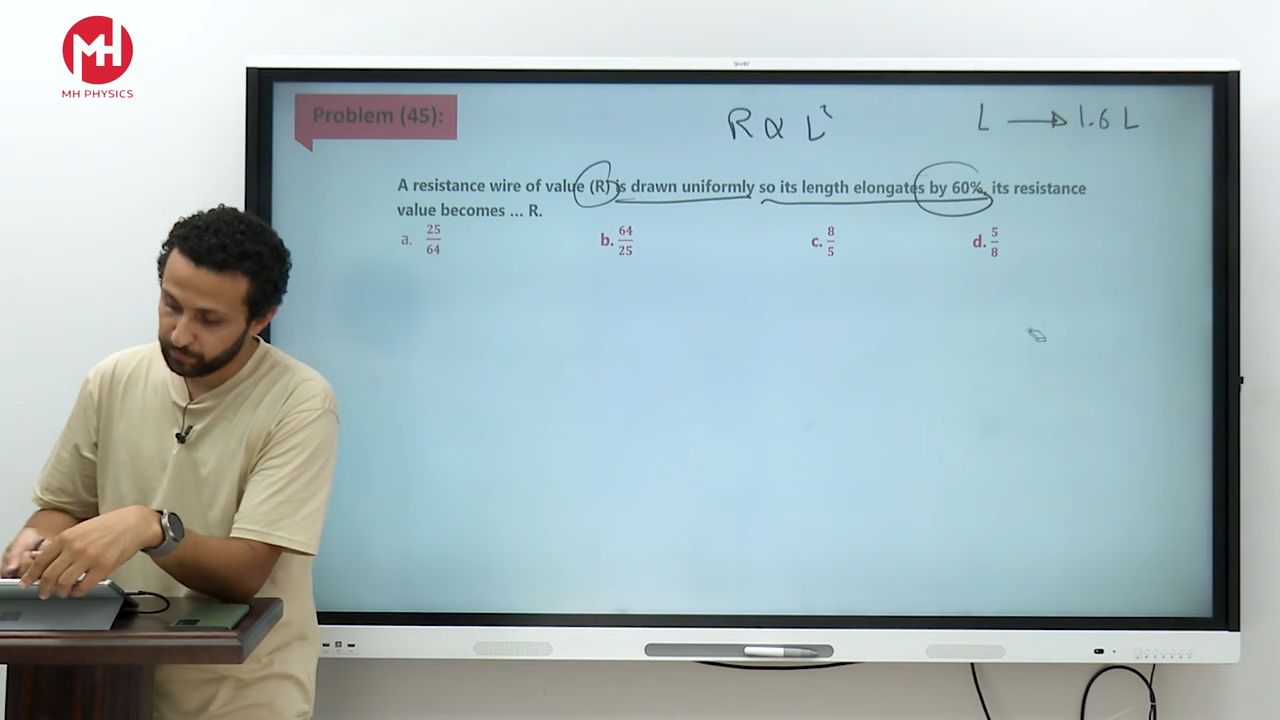 MH
MH PHYSICS
SMART
Problem (45):
R ∝ L²
L → 1.6 L
A resistance wire of value (R) is drawn uniformly so its length elongates by 60%, its resistance
value becomes ... R.
a. 25/64 b. 64/25 c. 8/5 d. 5/8